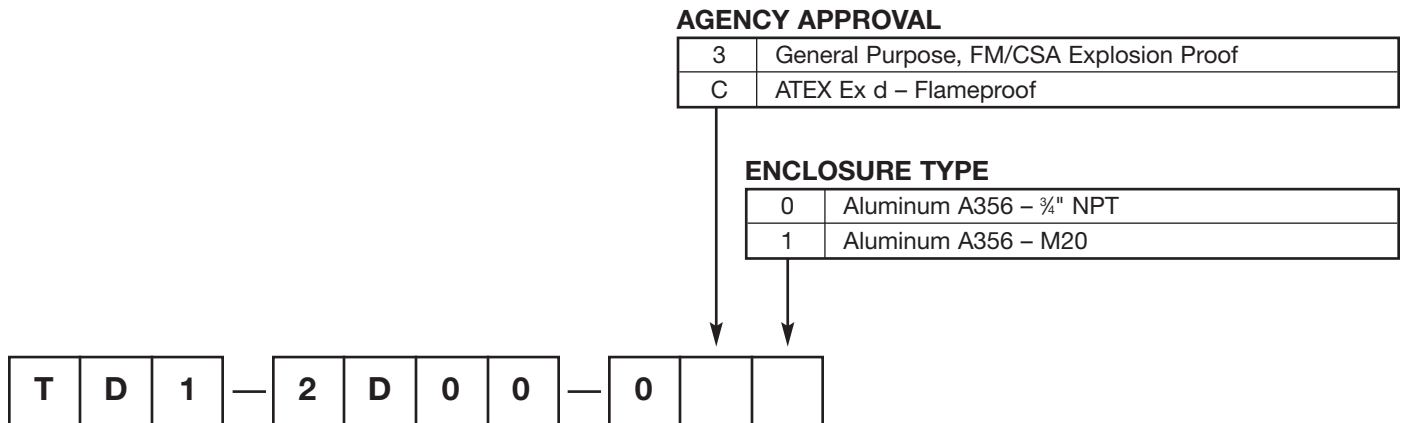 AGENCY APPROVAL
3 General Purpose, FM/CSA Explosion Proof
C ATEX Ex d – Flameproof
ENCLOSURE TYPE
0 Aluminum A356 – ¾" NPT
1 Aluminum A356 – M20
T D 1 — 2 D 0 0 — 0